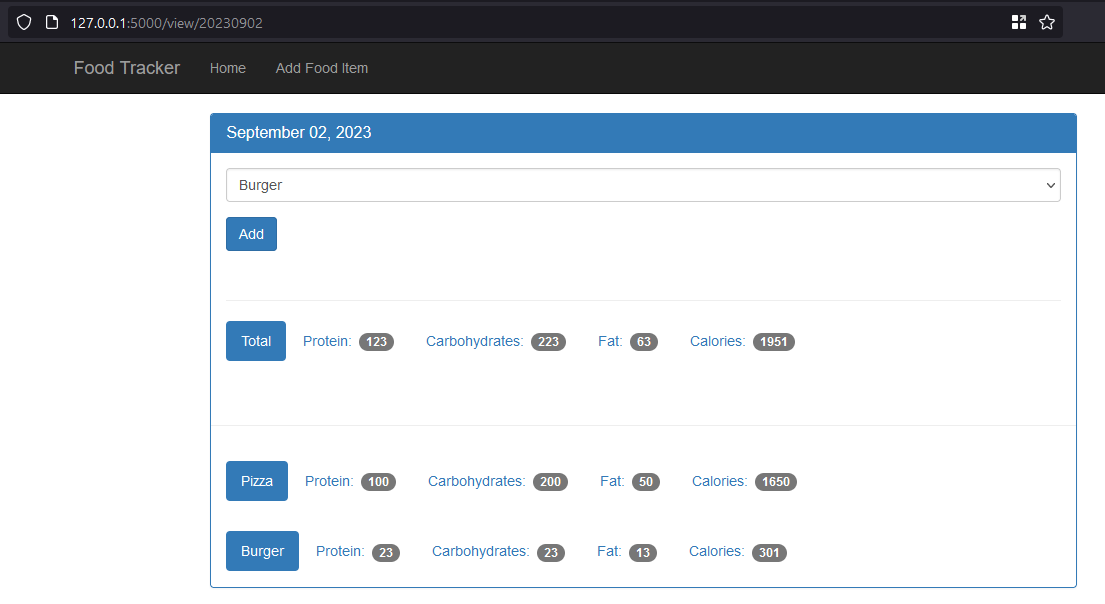 127.0.0.1:5000/view/20230902
Food Tracker Home Add Food Item
September 02, 2023
Burger
Add
Total Protein: 123 Carbohydrates: 223 Fat: 63 Calories: 1951
Pizza Protein: 100 Carbohydrates: 200 Fat: 50 Calories: 1650
Burger Protein: 23 Carbohydrates: 23 Fat: 13 Calories: 301